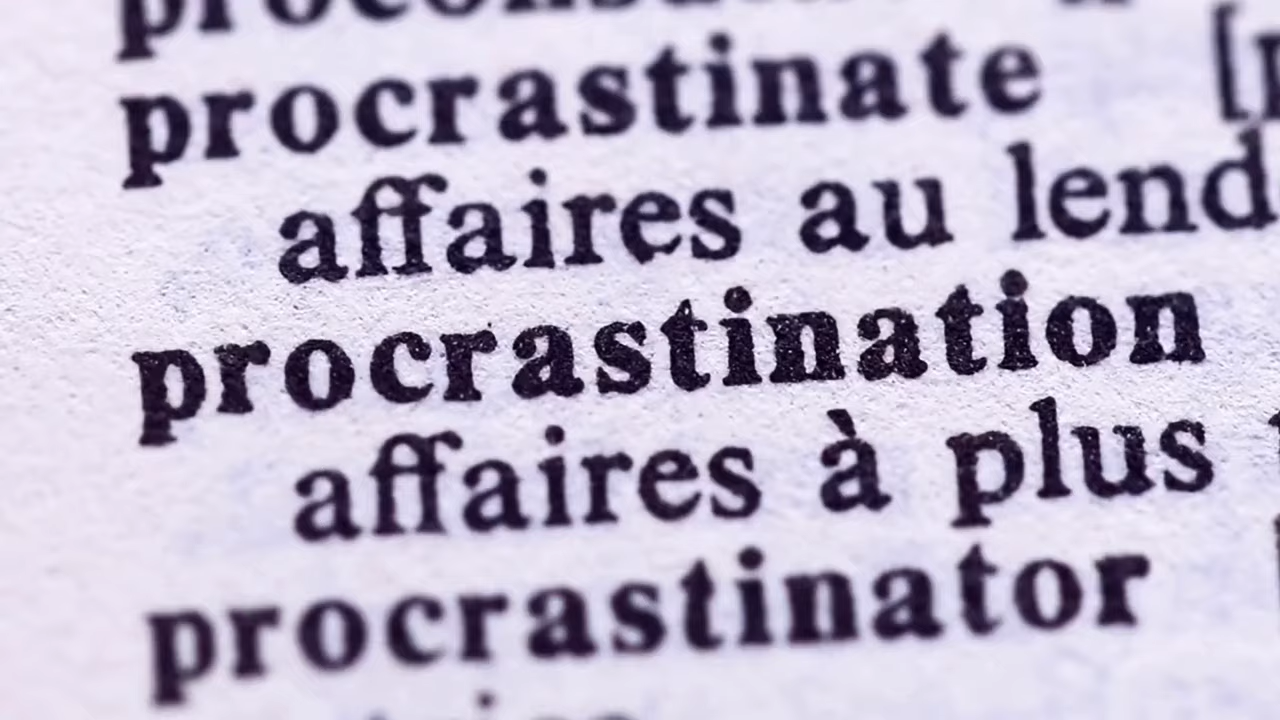 procrastinate
affaires au lend
procrastination
affaires à plus
procrastinator